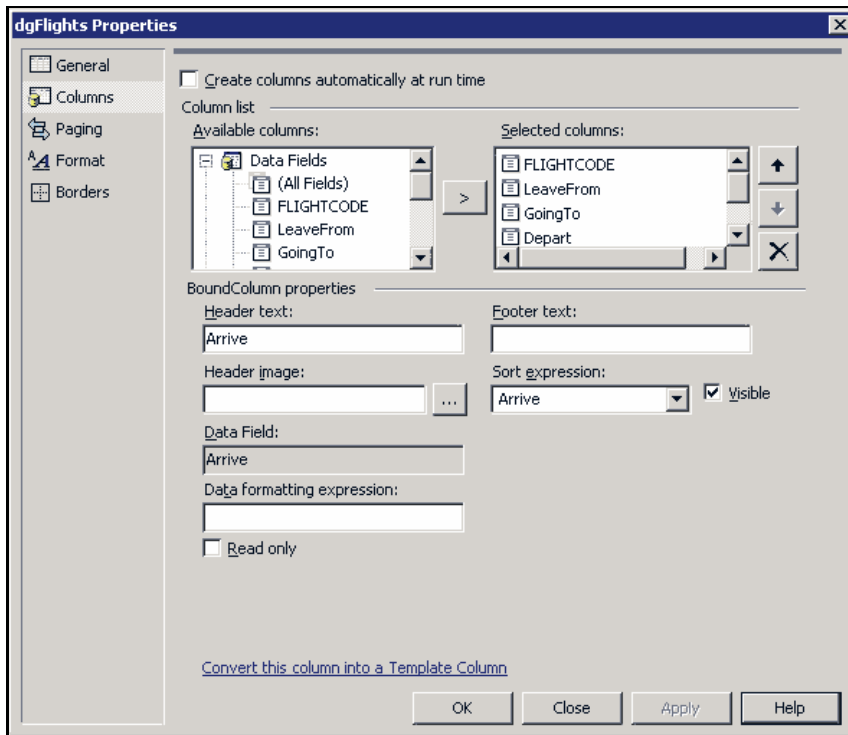 dgFlights Properties
General
Columns
Paging
Format
Borders
Create columns automatically at run time
Column list
Available columns:
Data Fields
(All Fields)
FLIGHTCODE
LeaveFrom
GoingTo
>
Selected columns:
FLIGHTCODE
LeaveFrom
GoingTo
Depart
BoundColumn properties
Header text:
Arrive
Footer text:
Header image:
...
Sort expression:
Arrive
Visible
Data Field:
Arrive
Data formatting expression:
Read only
Convert this column into a Template Column
OK
Close
Apply
Help